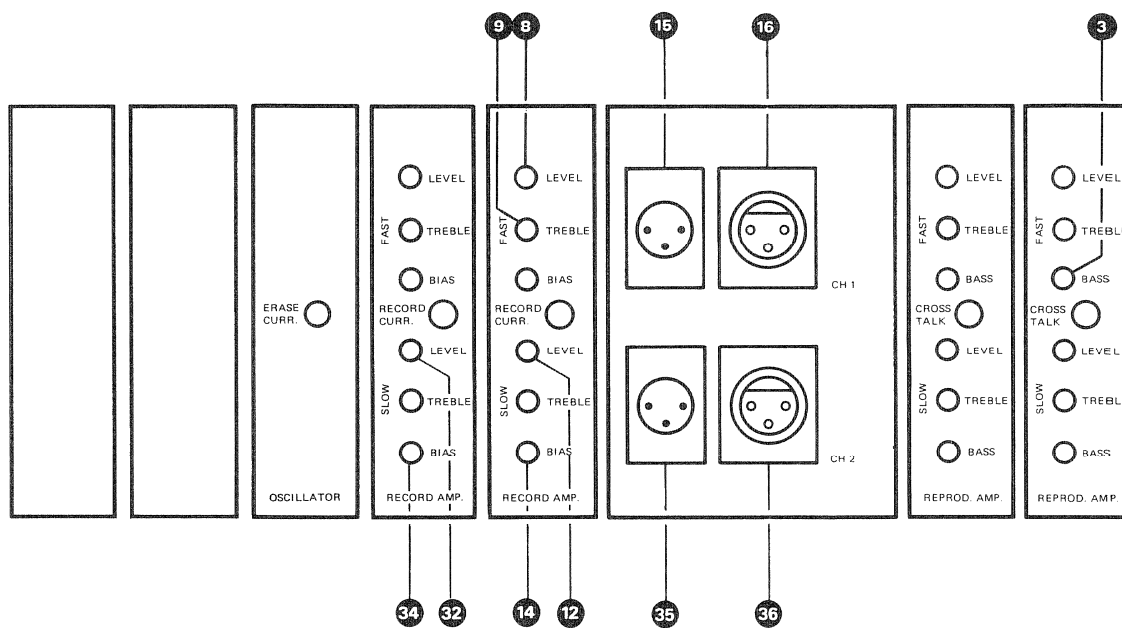 9 8 15 16 3
ERASE CURR.
OSCILLATOR
LEVEL
FAST
TREBLE
BIAS
RECORD CURR.
LEVEL
SLOW
TREBLE
BIAS
RECORD AMP.
LEVEL
FAST
TREBLE
BIAS
RECORD CURR.
LEVEL
SLOW
TREBLE
BIAS
RECORD AMP.
CH 1
CH 2
LEVEL
FAST
TREBLE
BASS
CROSS TALK
LEVEL
SLOW
TREBLE
BASS
REPROD. AMP.
LEVEL
FAST
TREBL
BASS
CROSS TALK
LEVEL
SLOW
TREBL
BASS
REPROD. AMP.
34 32 14 12 35 36